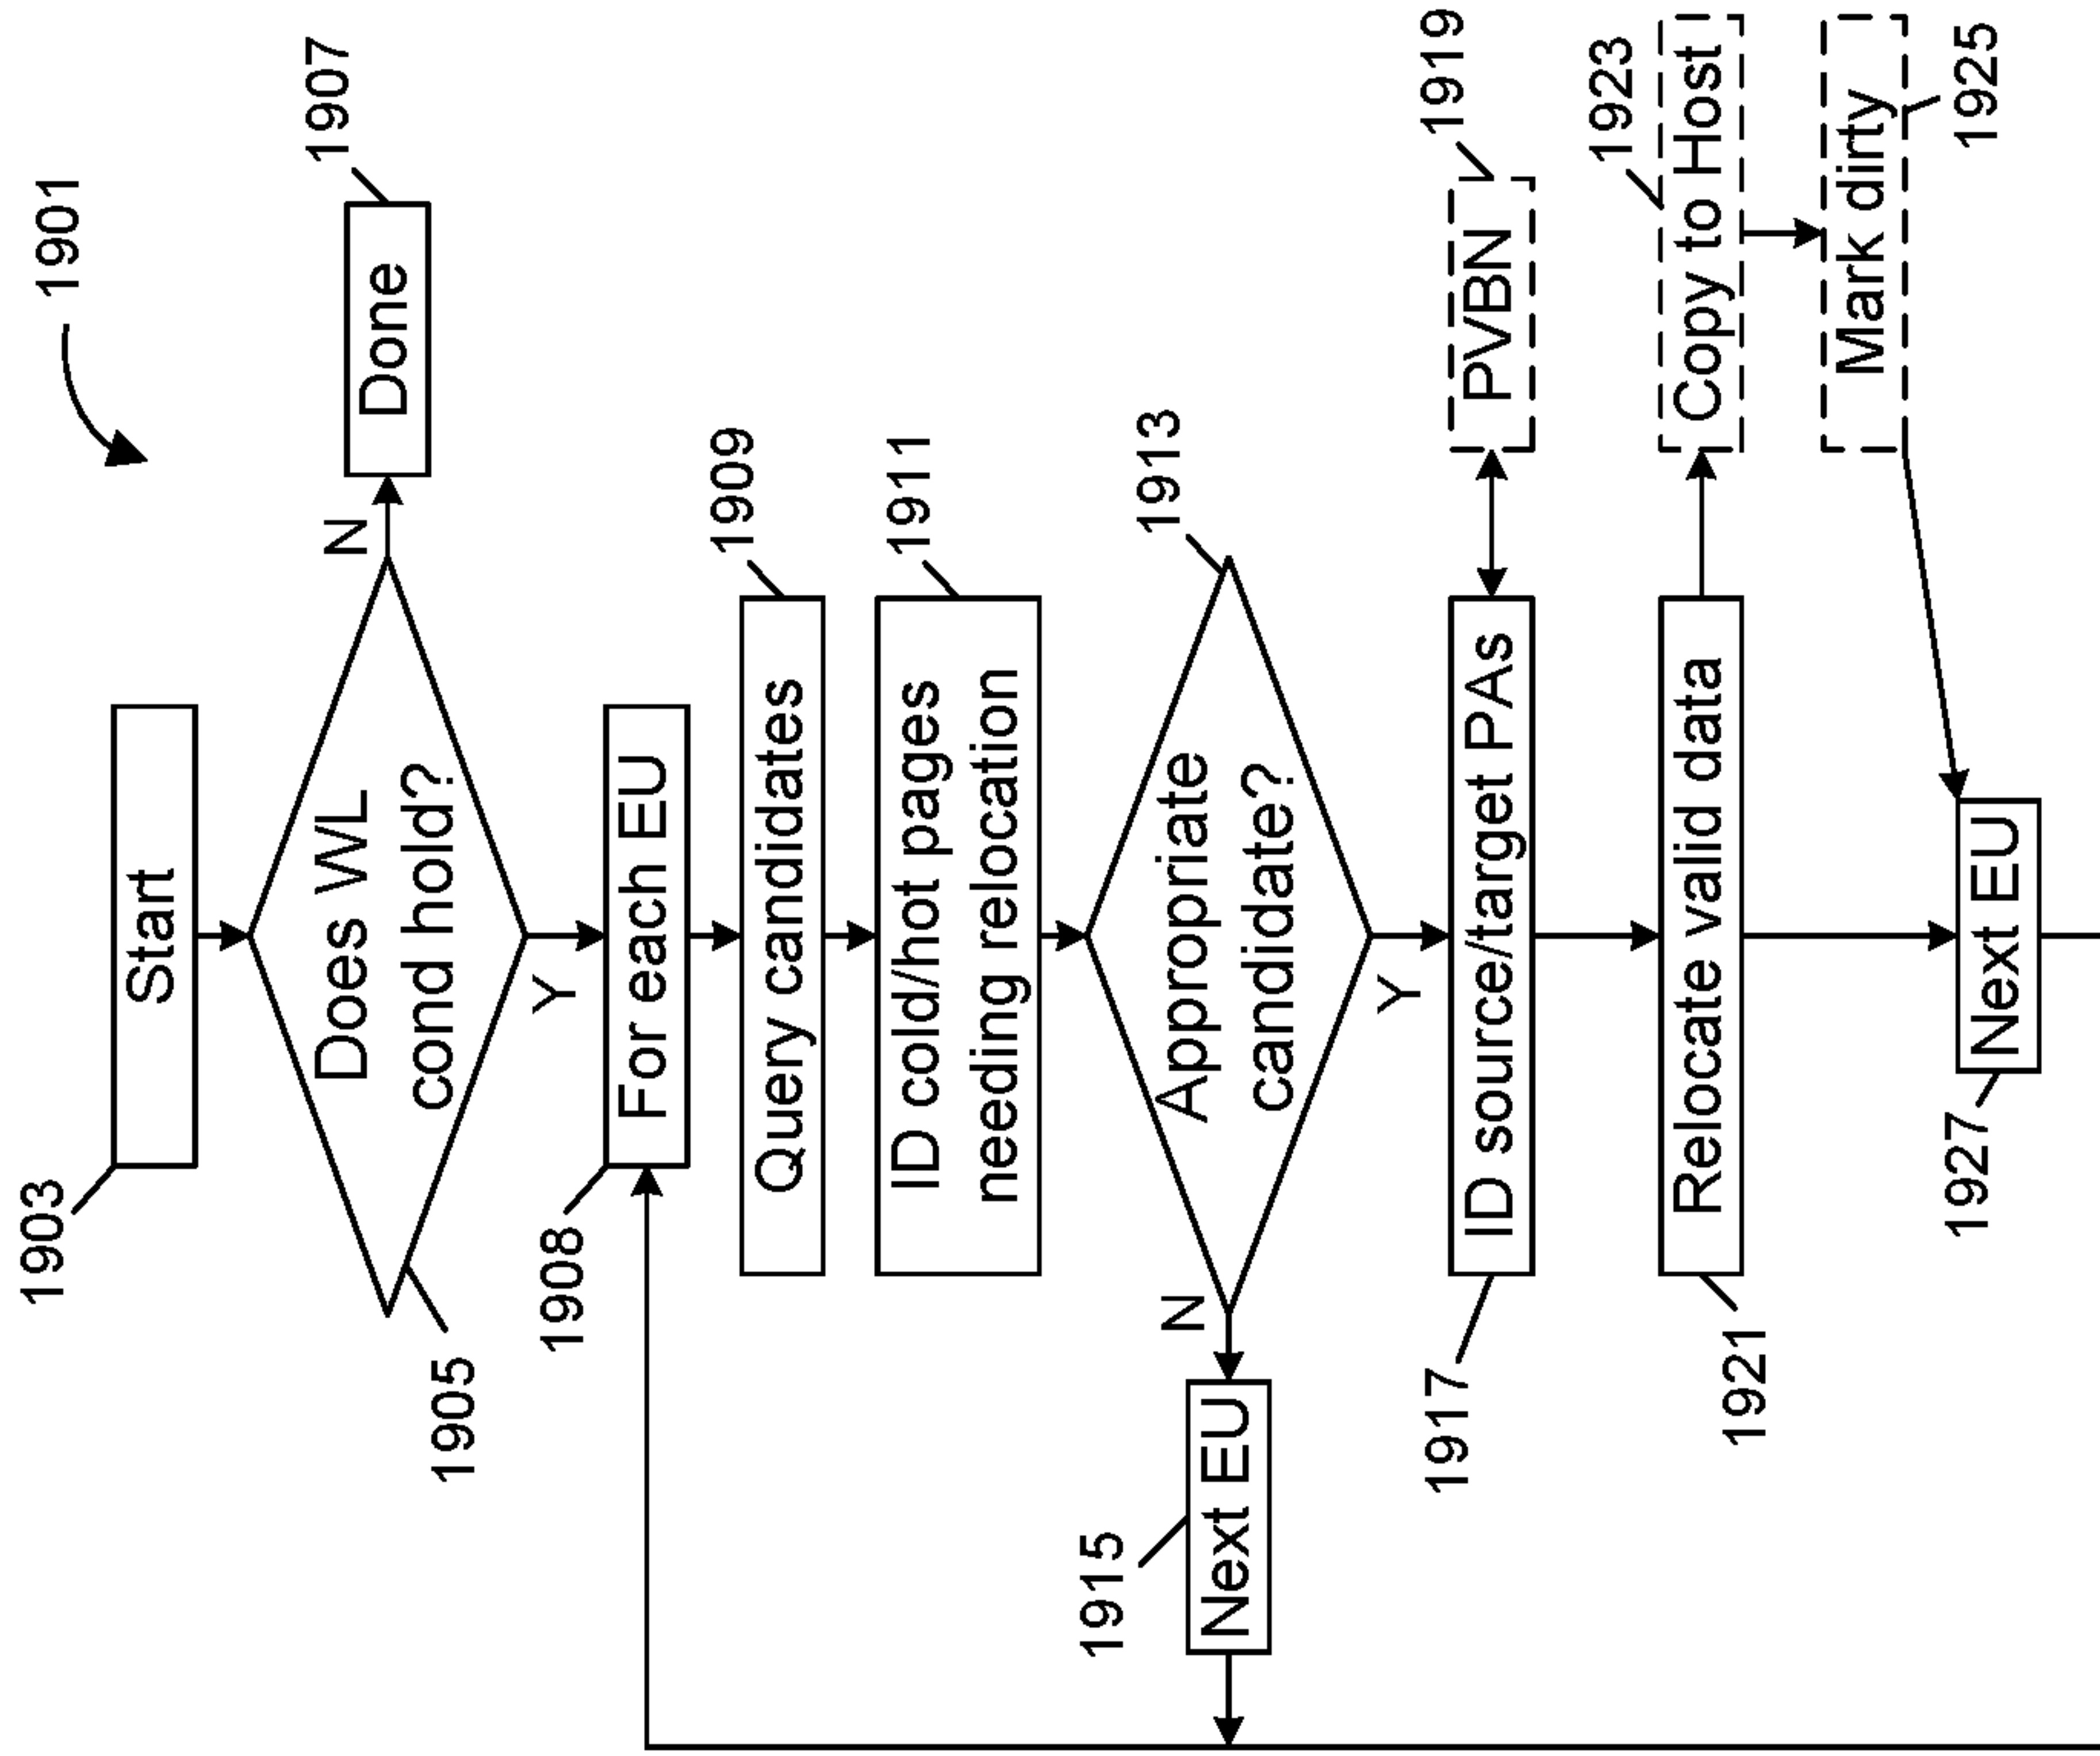 1901
1903
Start
1905
Does WL
cond hold?
N
1907
Done
Y
1908
For each EU
1909
Query candidates
1911
ID cold/hot pages
needing relocation
1913
Appropriate
candidate?
N
1915
Next EU
Y
1917
ID source/target PAs
1919
PVBN
1921
Relocate valid data
1923
Copy to Host
Mark dirty
1925
1927
Next EU